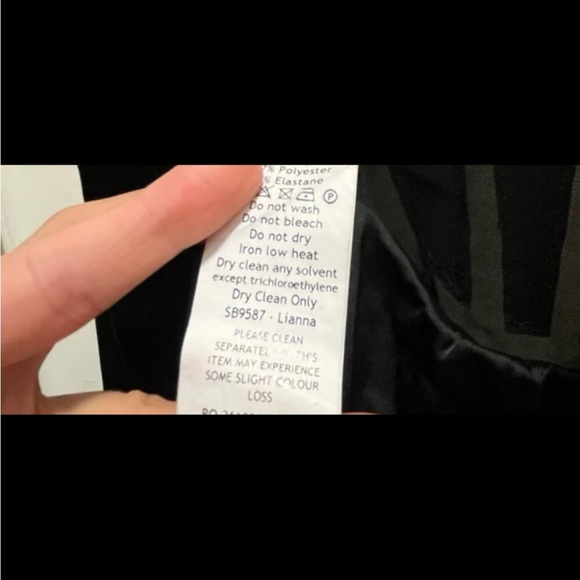 % Polyester
% Elastane
P
Do not wash
Do not bleach
Do not dry
Iron low heat
Dry clean any solvent
except trichloroethylene
Dry Clean Only
SB9587 - Lianna
PLEASE CLEAN
ITEM MAY EXPERIENCE
SOME SLIGHT COLOUR
LOSS